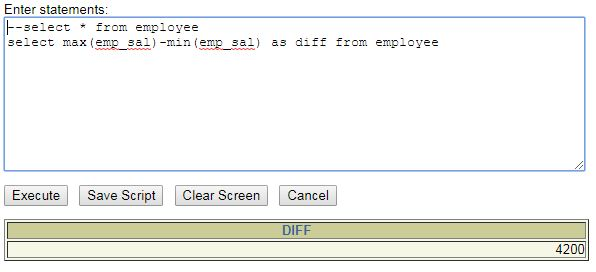 Enter statements:
--select * from employee
select max(emp_sal)-min(emp_sal) as diff from employee
Execute Save Script Clear Screen Cancel
DIFF
4200